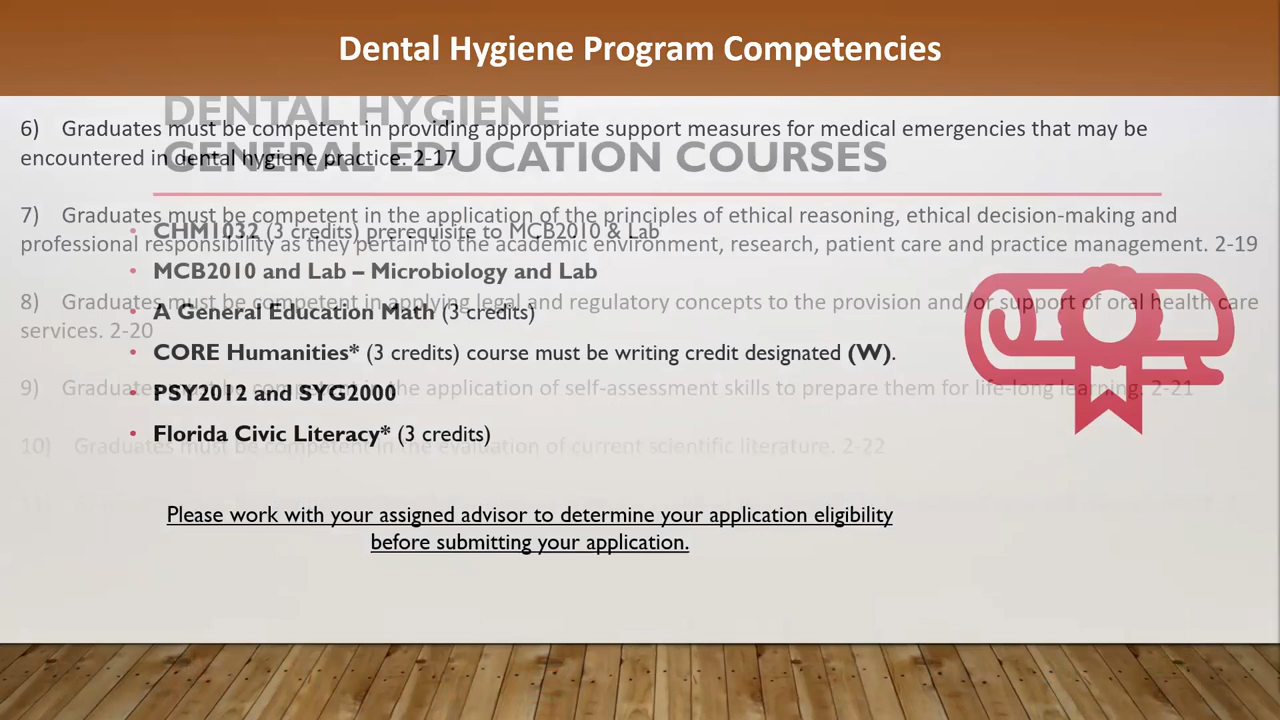 Dental Hygiene Program Competencies
DENTAL HYGIENE
GENERAL EDUCATION COURSES
6) Graduates must be competent in providing appropriate support measures for medical emergencies that may be
encountered in dental hygiene practice. 2-17
7) Graduates must be competent in the application of the principles of ethical reasoning, ethical decision-making and
professional responsibility as they pertain to the academic environment, research, patient care and practice management. 2-19
8) Graduates must be competent in applying legal and regulatory concepts to the provision and/or support of oral health care
services. 2-20
9) Graduates must be competent in the application of self-assessment skills to prepare them for life-long learning. 2-21
10) Graduates must be competent in the evaluation of current scientific literature. 2-22
• CHM1032 (3 credits) prerequisite to MCB2010 & Lab
• MCB2010 and Lab – Microbiology and Lab
• A General Education Math (3 credits)
• CORE Humanities* (3 credits) course must be writing credit designated (W).
• PSY2012 and SYG2000
• Florida Civic Literacy* (3 credits)
Please work with your assigned advisor to determine your application eligibility
before submitting your application.